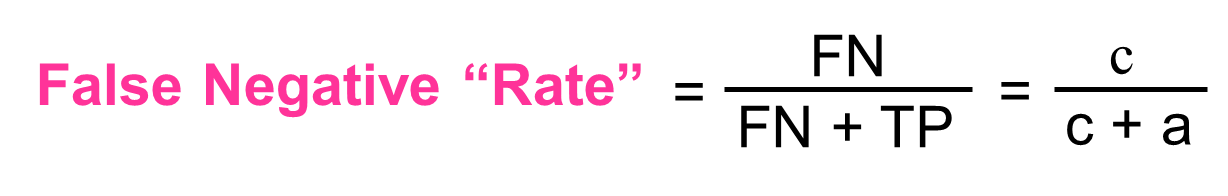 False Negative “Rate” = FN / FN + TP = c / c + a